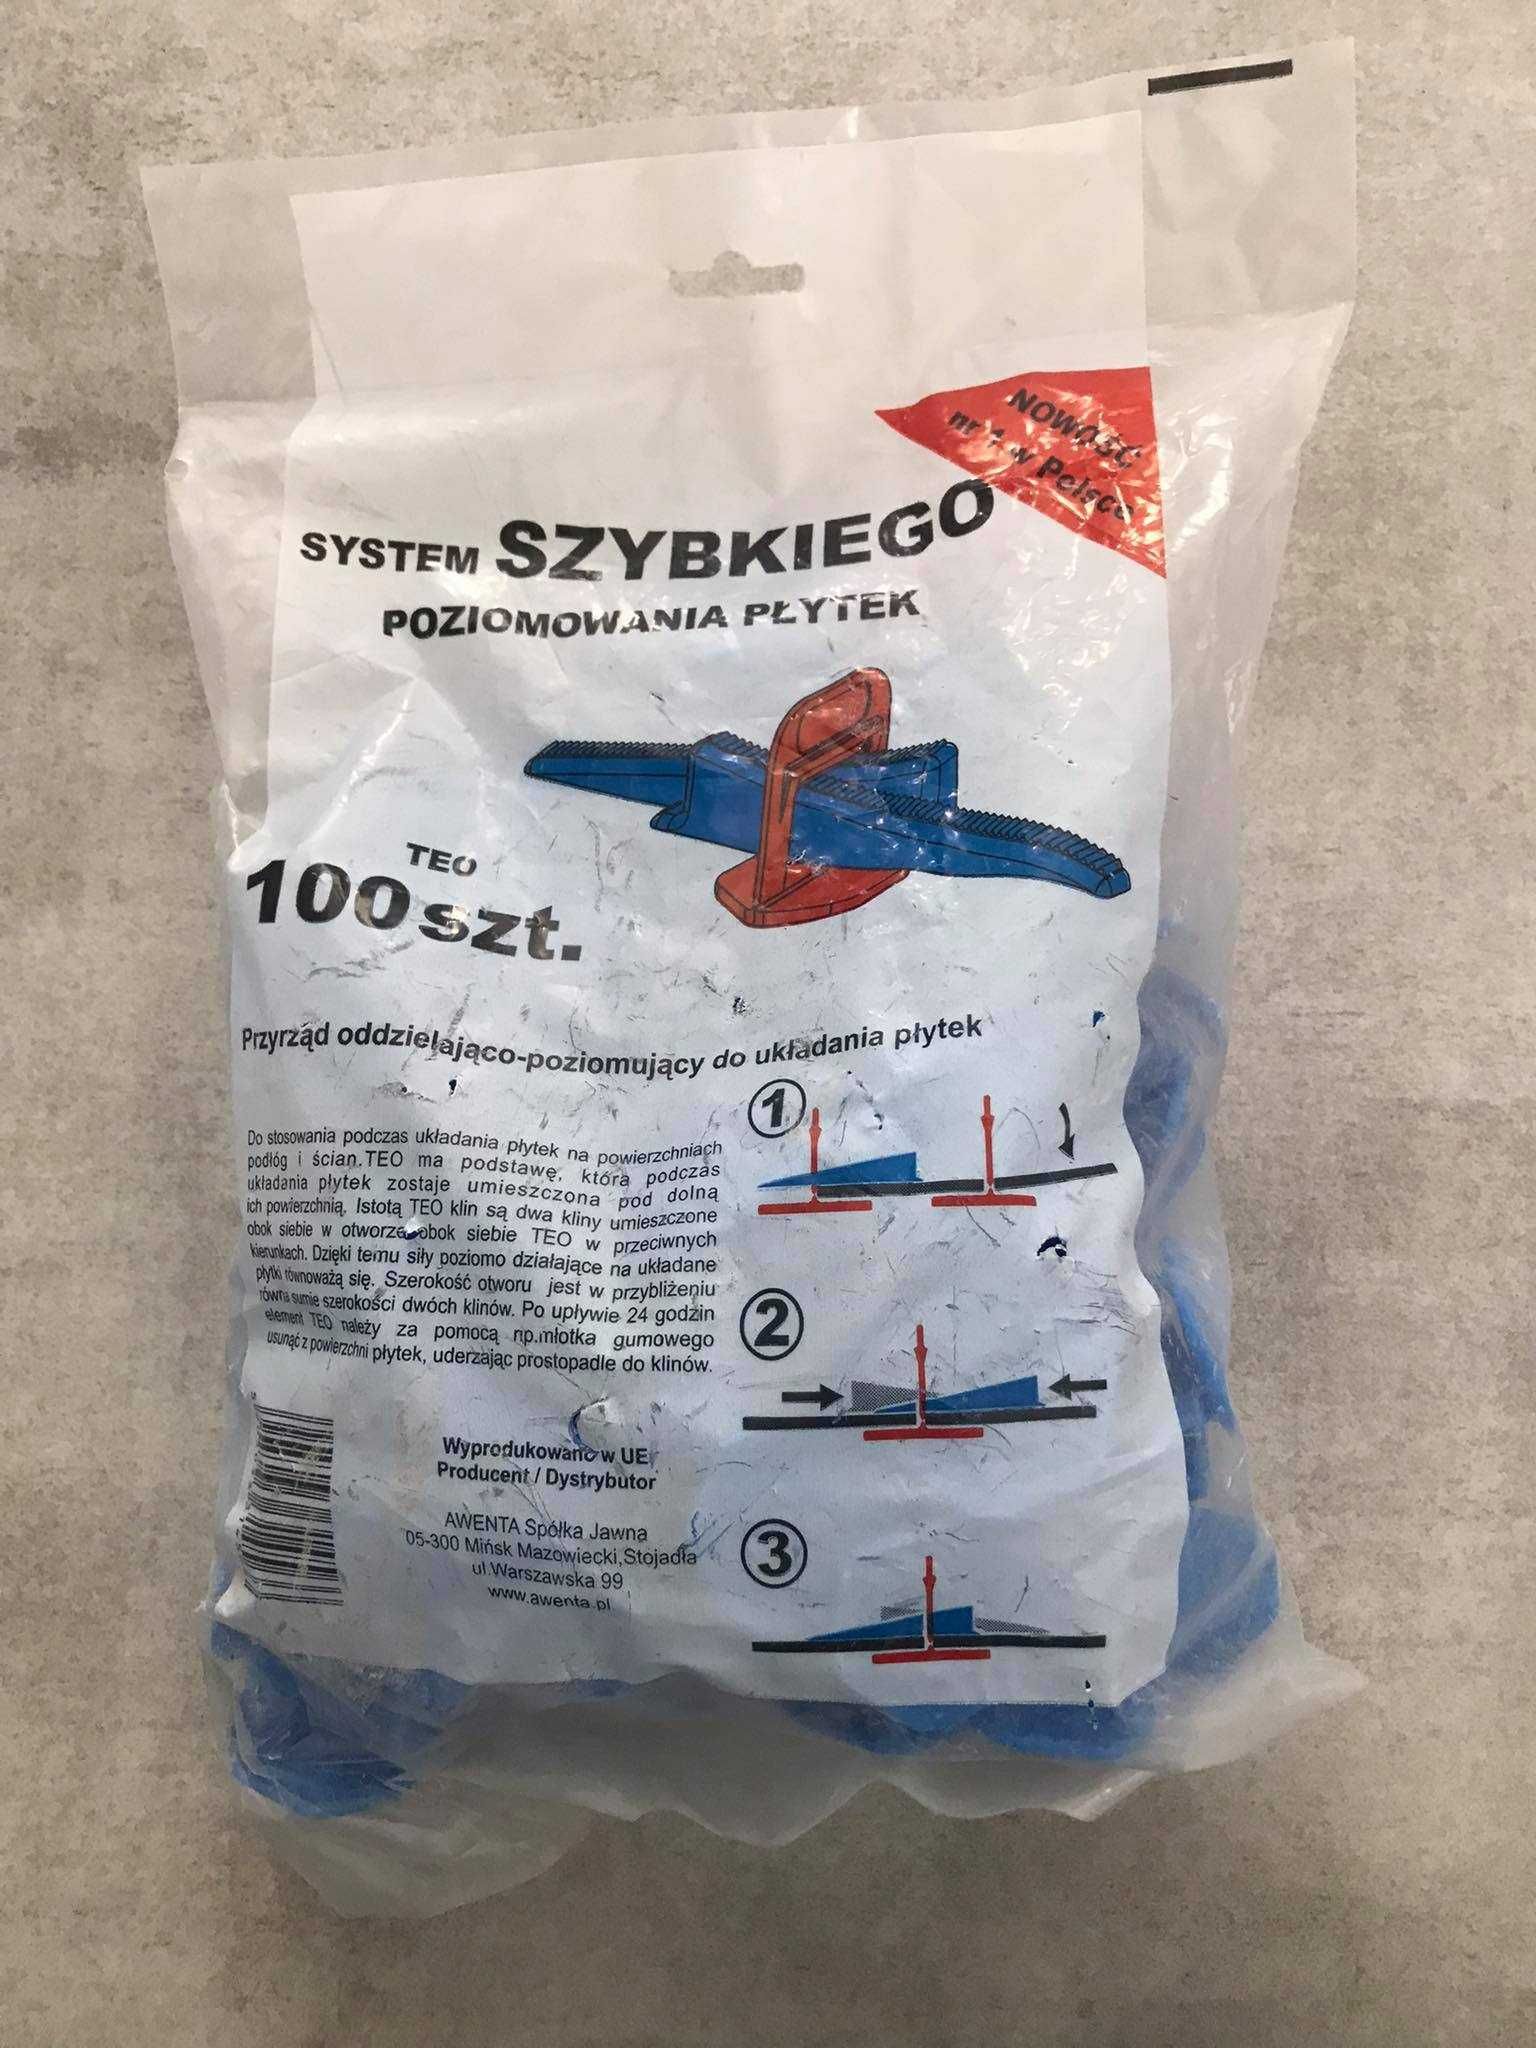 NOWOŚĆ
nr 1 w Polsce
SYSTEM SZYBKIEGO
POZIOMOWANIA PŁYTEK
TEO
100 szt.
Przyrząd oddzielająco-poziomujący do układania płytek
Do stosowania podczas układania płytek na powierzchniach
podłóg i ścian.TEO ma podstawę, która podczas
układania płytek zostaje umieszczona pod dolną
ich powierzchnią. Istotą TEO klin są dwa kliny umieszczone
obok siebie w otworze obok siebie TEO w przeciwnych
kierunkach. Dzięki temu siły poziomo działające na układane
płytki równoważą się. Szerokość otworu jest w przybliżeniu
równa sumie szerokości dwóch klinów. Po upływie 24 godzin
element TEO należy za pomocą np.młotka gumowego
usunąć z powierzchni płytek, uderzając prostopadle do klinów.
1
2
3
Wyprodukowano w UE
Producent / Dystrybutor
AWENTA Spółka Jawna
05-300 Mińsk Mazowiecki,Stojadła
ul.Warszawska 99
www.awenta.pl